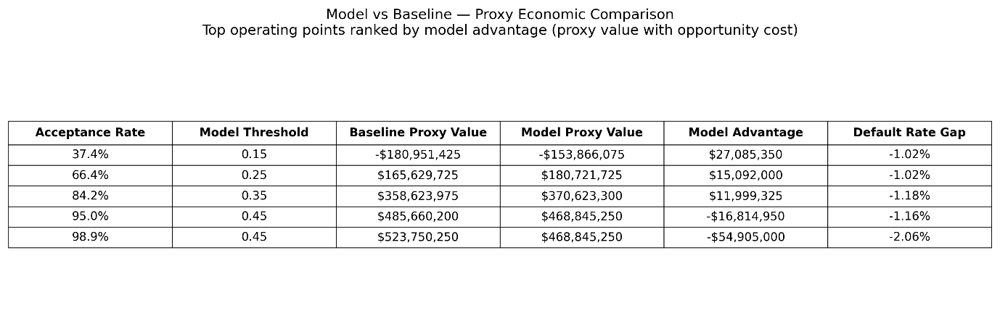 Model vs Baseline — Proxy Economic Comparison
Top operating points ranked by model advantage (proxy value with opportunity cost)
Acceptance Rate Model Threshold Baseline Proxy Value Model Proxy Value Model Advantage Default Rate Gap
37.4% 0.15 -$180,951,425 -$153,866,075 $27,085,350 -1.02%
66.4% 0.25 $165,629,725 $180,721,725 $15,092,000 -1.02%
84.2% 0.35 $358,623,975 $370,623,300 $11,999,325 -1.18%
95.0% 0.45 $485,660,200 $468,845,250 -$16,814,950 -1.16%
98.9% 0.45 $523,750,250 $468,845,250 -$54,905,000 -2.06%